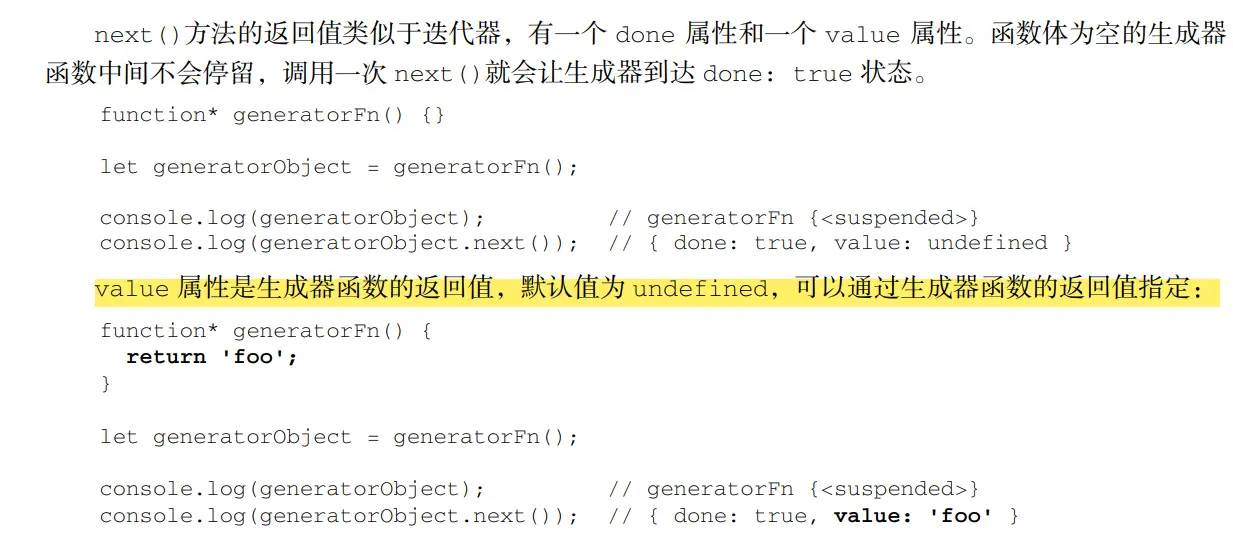 next()方法的返回值类似于迭代器，有一个 done 属性和一个 value 属性。函数体为空的生成器
函数中间不会停留，调用一次 next()就会让生成器到达 done: true 状态。
function* generatorFn() {}
let generatorObject = generatorFn();
console.log(generatorObject);         // generatorFn {<suspended>}
console.log(generatorObject.next());  // { done: true, value: undefined }
value 属性是生成器函数的返回值，默认值为 undefined，可以通过生成器函数的返回值指定：
function* generatorFn() {
  return 'foo';
}
let generatorObject = generatorFn();
console.log(generatorObject);         // generatorFn {<suspended>}
console.log(generatorObject.next());  // { done: true, value: 'foo' }